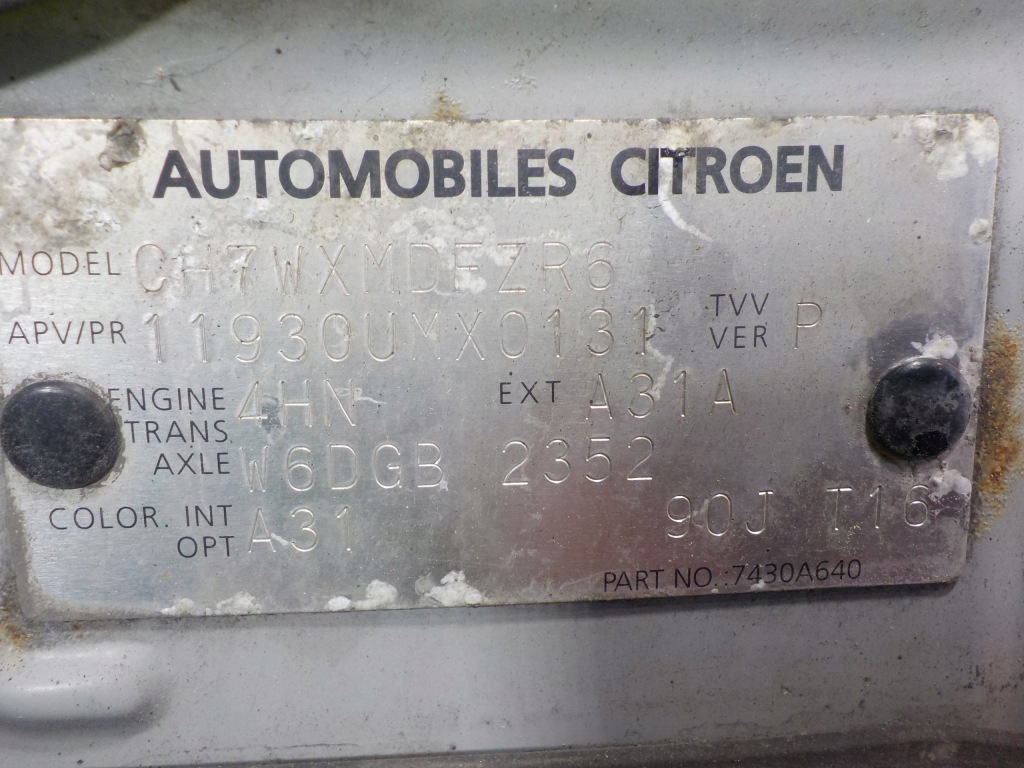 AUTOMOBILES CITROEN
MODEL CH7WXMDFZR6
APV/PR 11930UMX0131 TVV VER P
ENGINE 4HN EXT A31A
TRANS. AXLE W6DGB 2352
COLOR. INT OPT A31 90J T16
PART NO.:7430A640